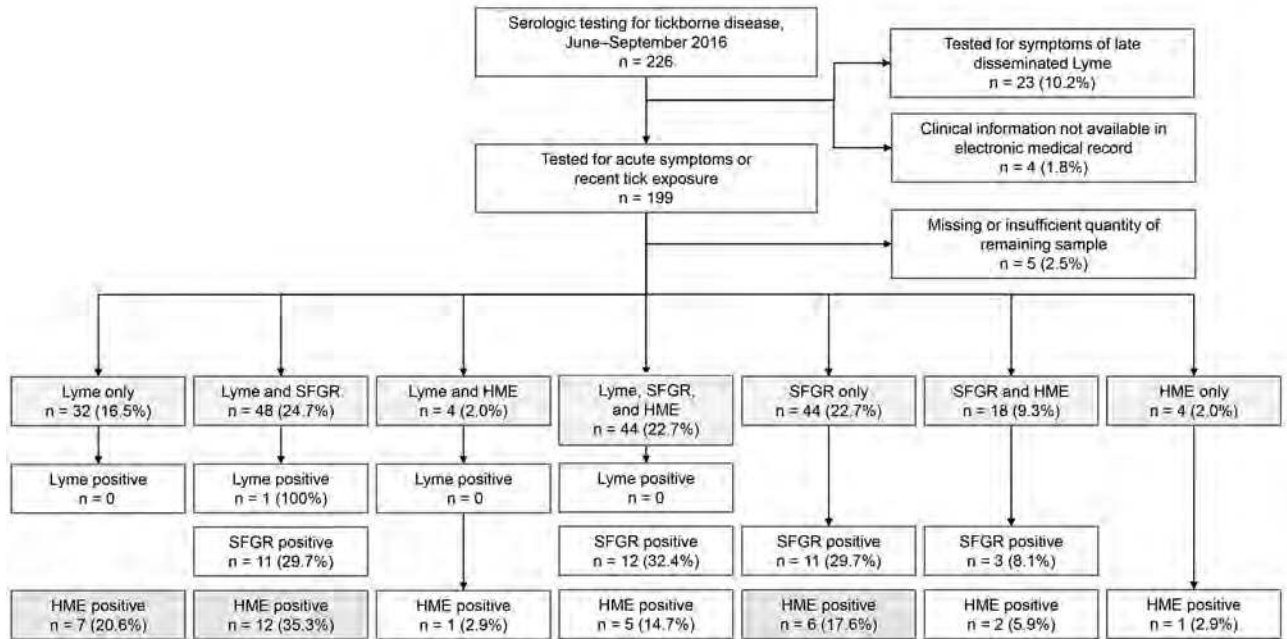 Serologic testing for tickborne disease,
June–September 2016
n = 226
Tested for symptoms of late
disseminated Lyme
n = 23 (10.2%)
Clinical information not available in
electronic medical record
n = 4 (1.8%)
Tested for acute symptoms or
recent tick exposure
n = 199
Missing or insufficient quantity of
remaining sample
n = 5 (2.5%)
Lyme only
n = 32 (16.5%)
Lyme and SFGR
n = 48 (24.7%)
Lyme and HME
n = 4 (2.0%)
Lyme, SFGR,
and HME
n = 44 (22.7%)
SFGR only
n = 44 (22.7%)
SFGR and HME
n = 18 (9.3%)
HME only
n = 4 (2.0%)
Lyme positive
n = 0
Lyme positive
n = 1 (100%)
Lyme positive
n = 0
Lyme positive
n = 0
SFGR positive
n = 11 (29.7%)
SFGR positive
n = 12 (32.4%)
SFGR positive
n = 11 (29.7%)
SFGR positive
n = 3 (8.1%)
HME positive
n = 7 (20.6%)
HME positive
n = 12 (35.3%)
HME positive
n = 1 (2.9%)
HME positive
n = 5 (14.7%)
HME positive
n = 6 (17.6%)
HME positive
n = 2 (5.9%)
HME positive
n = 1 (2.9%)